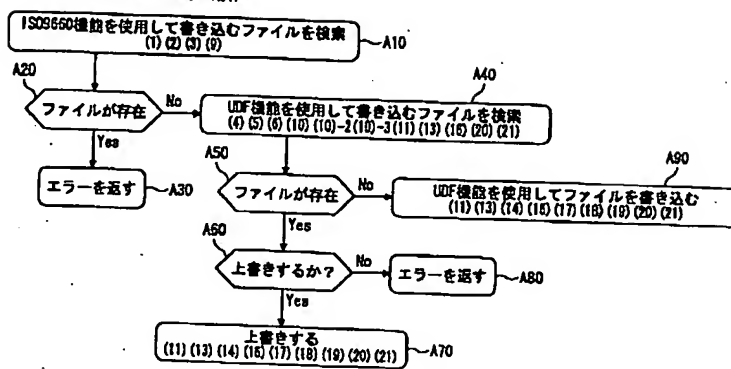 ISO9660機能を使用して書き込むファイルを検索
(1) (2) (3) (9)
A10
A20
ファイルが存在
No
Yes
A40
UDF機能を使用して書き込むファイルを検索
(4) (5) (6) (10) (10)-2 (10)-3 (11) (13) (16) (20) (21)
エラーを返す
A30
A50
ファイルが存在
No
Yes
A90
UDF機能を使用してファイルを書き込む
(11) (13) (14) (15) (17) (18) (19) (20) (21)
A60
上書きするか？
No
Yes
エラーを返す
A80
上書きする
(11) (13) (14) (15) (17) (18) (19) (20) (21)
A70